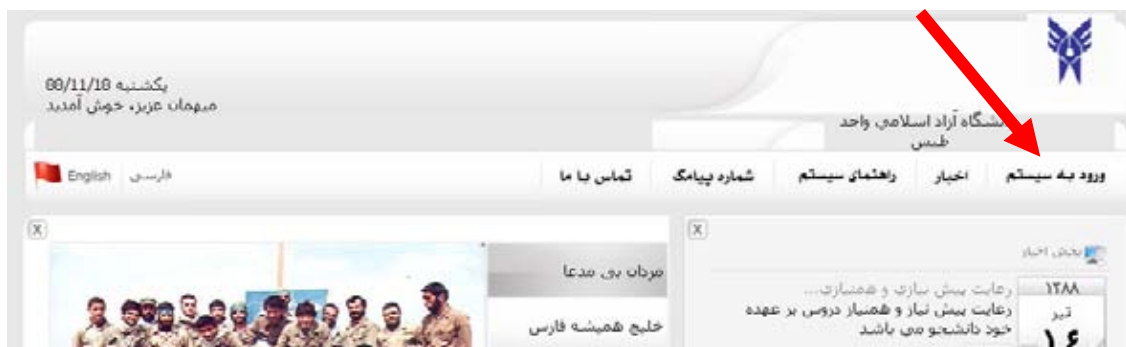 یکشنبه 88/11/18
میهمان عزیز، خوش آمدید
دانشگاه آزاد اسلامی واحد
طبس
ورود به سیستم
اخبار
راهنمای سیستم
شماره پیامگ
تماس با ما
فارسی
English
X
X
بخش اخبار
مردان بی مدعا
خلیج همیشه فارس
۱۳۸۸
تیر
۱۶
رعایت پیش نیازی و همنیازی...
رعایت پیش نیاز و همنیاز دروس بر عهده
خود دانشجو می باشد